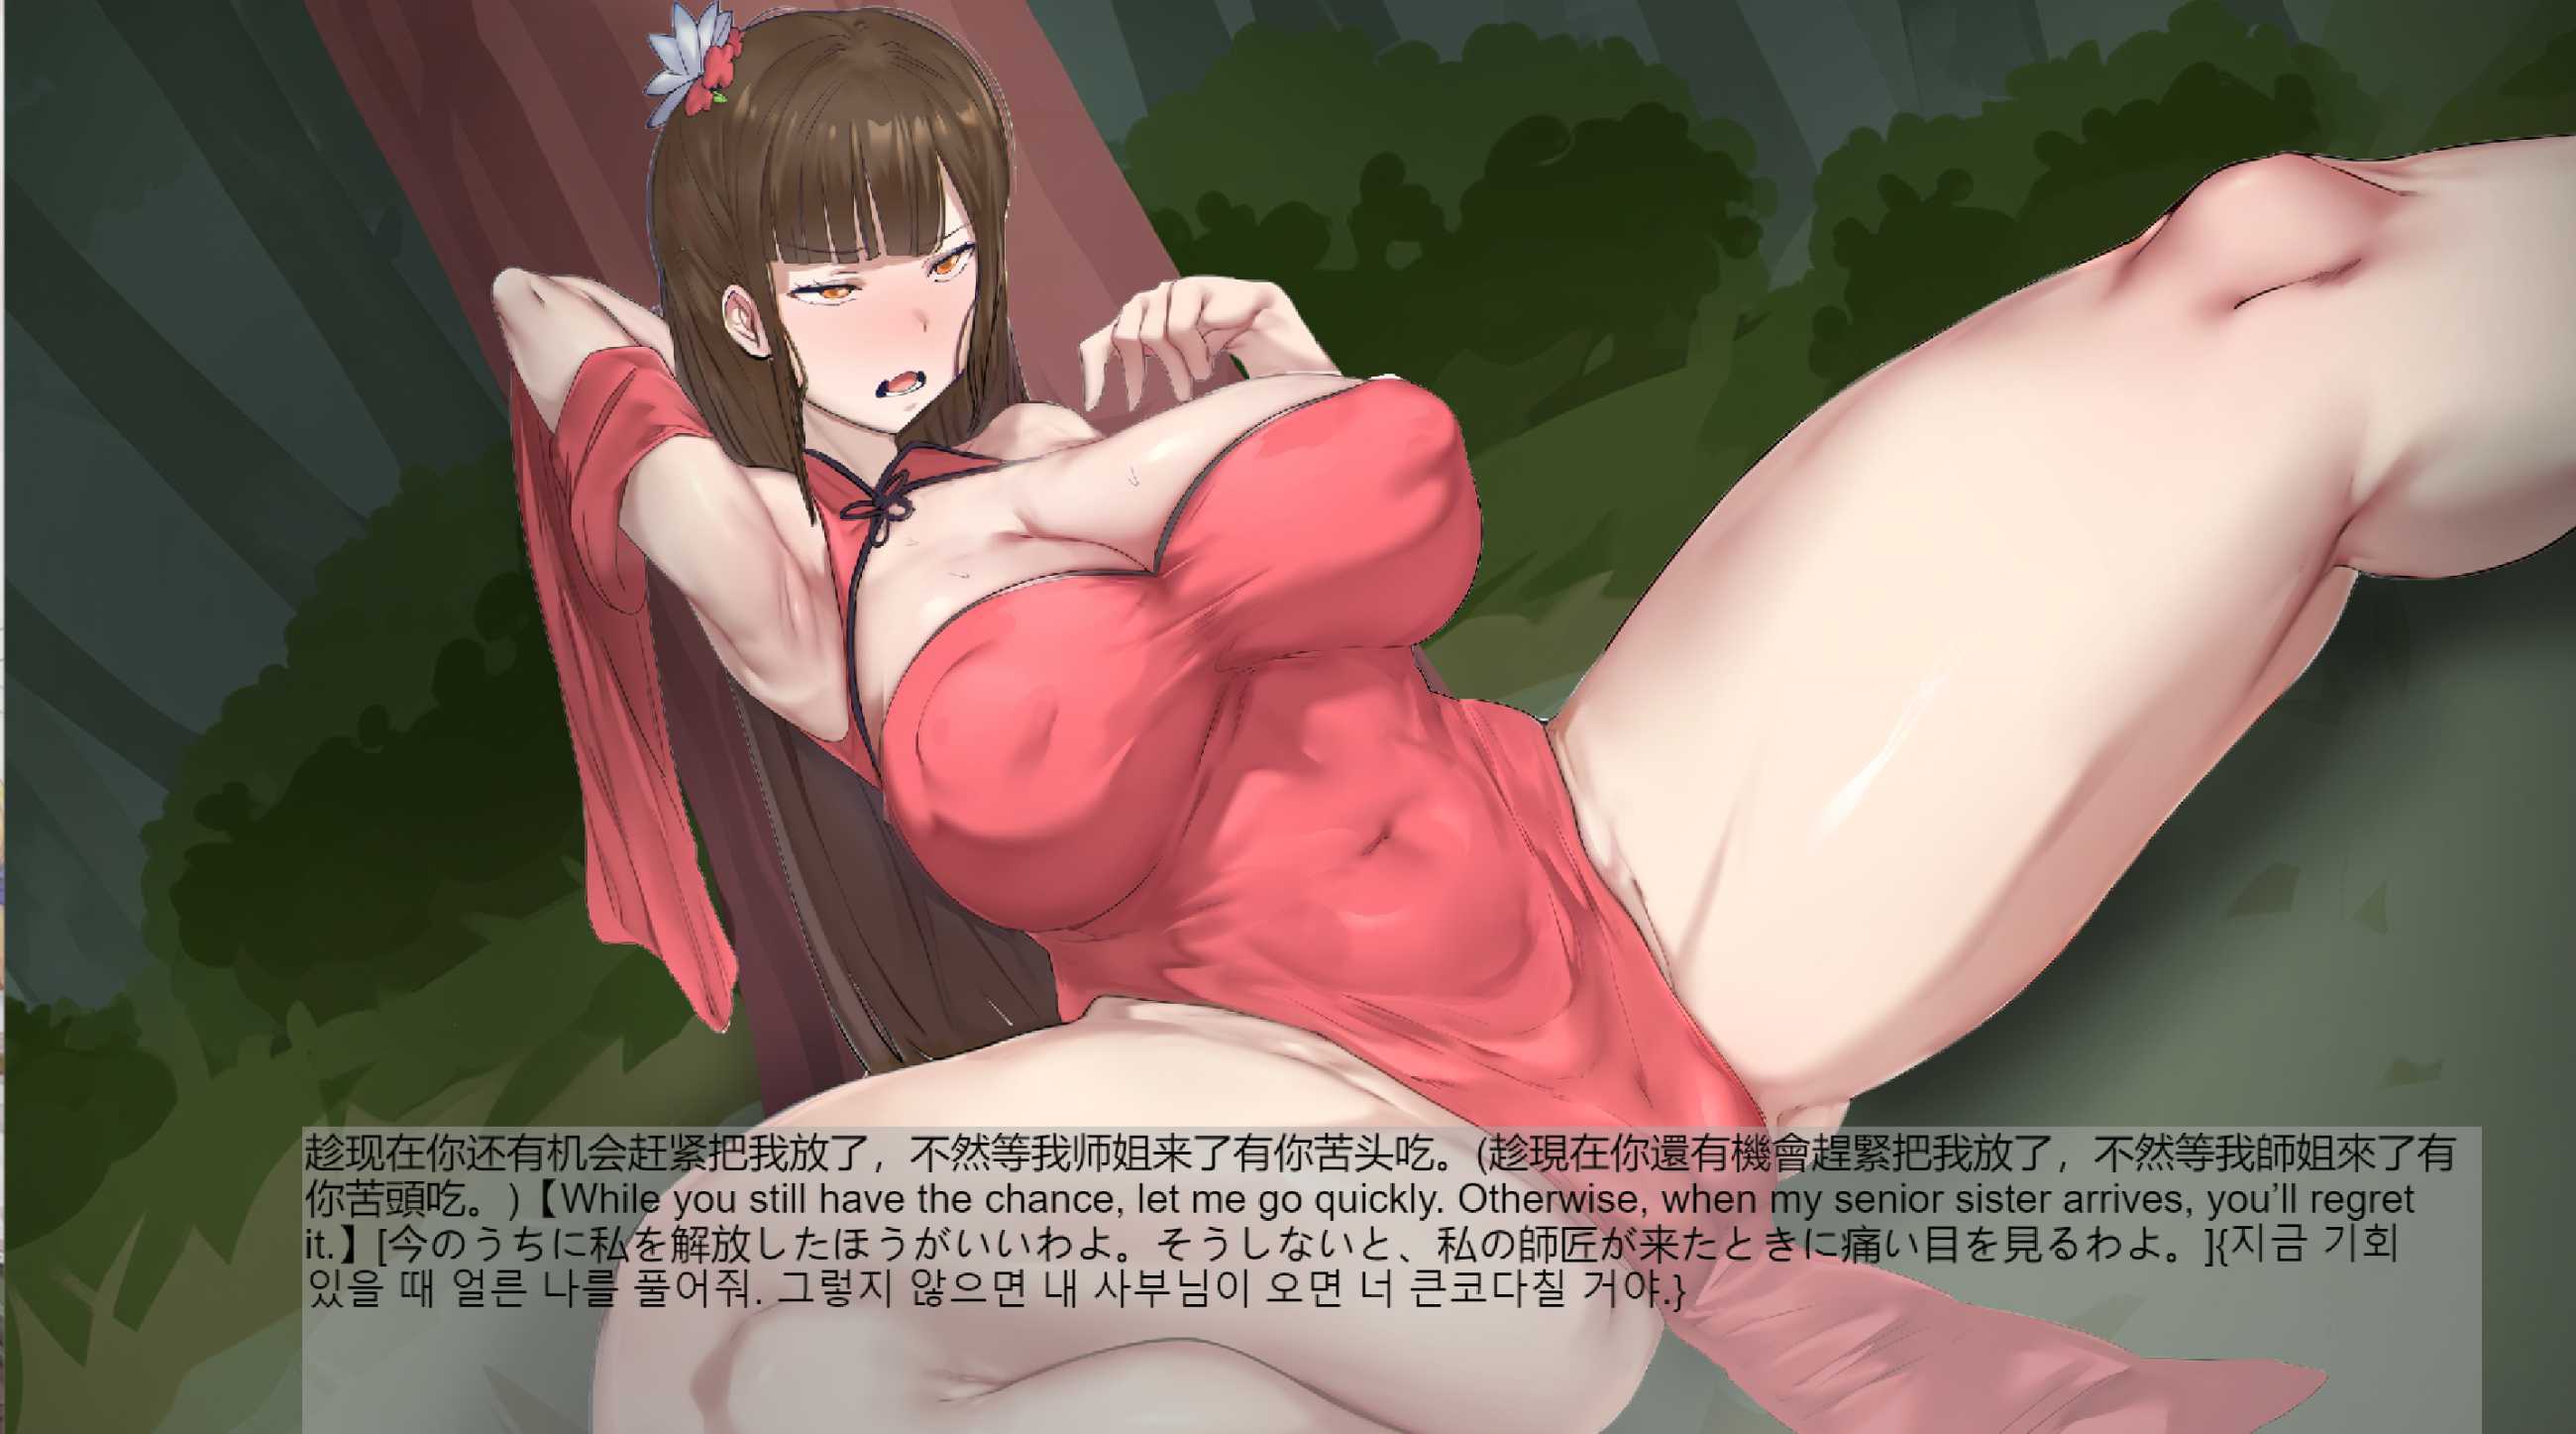 趁现在你还有机会赶紧把我放了，不然等我师姐来了有你苦头吃。(趁現在你還有機會趕緊把我放了，不然等我師姐來了有
你苦頭吃。)【While you still have the chance, let me go quickly. Otherwise, when my senior sister arrives, you’ll regret
it.】[今のうちに私を解放したほうがいいわよ。そうしないと、私の師匠が来たときに痛い目を見るわよ。]{지금 기회
있을 때 얼른 나를 풀어줘. 그렇지 않으면 내 사부님이 오면 너 큰코다칠 거야.}